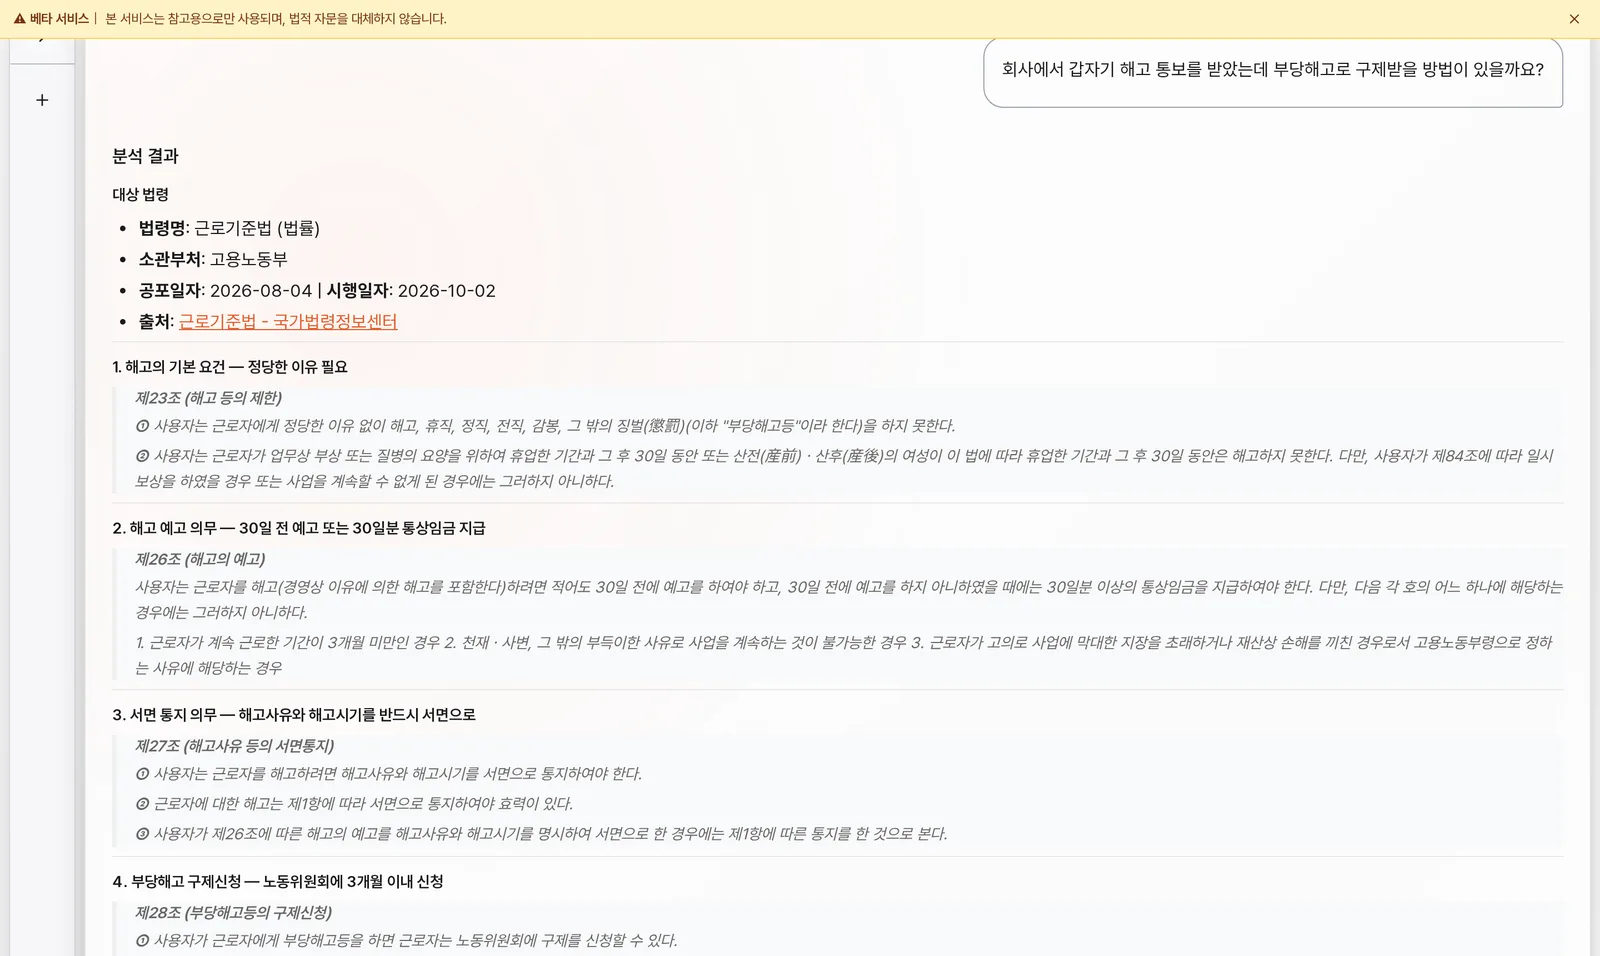 ⚠ 베타 서비스 | 본 서비스는 참고용으로만 사용되며, 법적 자문을 대체하지 않습니다.
회사에서 갑자기 해고 통보를 받았는데 부당해고로 구제받을 방법이 있을까요?
분석 결과
대상 법령
• 법령명: 근로기준법 (법률)
• 소관부처: 고용노동부
• 공포일자: 2026-08-04 | 시행일자: 2026-10-02
• 출처: 근로기준법 - 국가법령정보센터
1. 해고의 기본 요건 — 정당한 이유 필요
제23조 (해고 등의 제한)
① 사용자는 근로자에게 정당한 이유 없이 해고, 휴직, 정직, 전직, 감봉, 그 밖의 징벌(懲罰)(이하 "부당해고등"이라 한다)을 하지 못한다.
② 사용자는 근로자가 업무상 부상 또는 질병의 요양을 위하여 휴업한 기간과 그 후 30일 동안 또는 산전(産前) · 산후(産後)의 여성이 이 법에 따라 휴업한 기간과 그 후 30일 동안은 해고하지 못한다. 다만, 사용자가 제84조에 따라 일시
보상을 하였을 경우 또는 사업을 계속할 수 없게 된 경우에는 그러하지 아니하다.
2. 해고 예고 의무 — 30일 전 예고 또는 30일분 통상임금 지급
제26조 (해고의 예고)
사용자는 근로자를 해고(경영상 이유에 의한 해고를 포함한다)하려면 적어도 30일 전에 예고를 하여야 하고, 30일 전에 예고를 하지 아니하였을 때에는 30일분 이상의 통상임금을 지급하여야 한다. 다만, 다음 각 호의 어느 하나에 해당하는
경우에는 그러하지 아니하다.
1. 근로자가 계속 근로한 기간이 3개월 미만인 경우 2. 천재 · 사변, 그 밖의 부득이한 사유로 사업을 계속하는 것이 불가능한 경우 3. 근로자가 고의로 사업에 막대한 지장을 초래하거나 재산상 손해를 끼친 경우로서 고용노동부령으로 정하
는 사유에 해당하는 경우
3. 서면 통지 의무 — 해고사유와 해고시기를 반드시 서면으로
제27조 (해고사유 등의 서면통지)
① 사용자는 근로자를 해고하려면 해고사유와 해고시기를 서면으로 통지하여야 한다.
② 근로자에 대한 해고는 제1항에 따라 서면으로 통지하여야 효력이 있다.
③ 사용자가 제26조에 따른 해고의 예고를 해고사유와 해고시기를 명시하여 서면으로 한 경우에는 제1항에 따른 통지를 한 것으로 본다.
4. 부당해고 구제신청 — 노동위원회에 3개월 이내 신청
제28조 (부당해고등의 구제신청)
① 사용자가 근로자에게 부당해고등을 하면 근로자는 노동위원회에 구제를 신청할 수 있다.